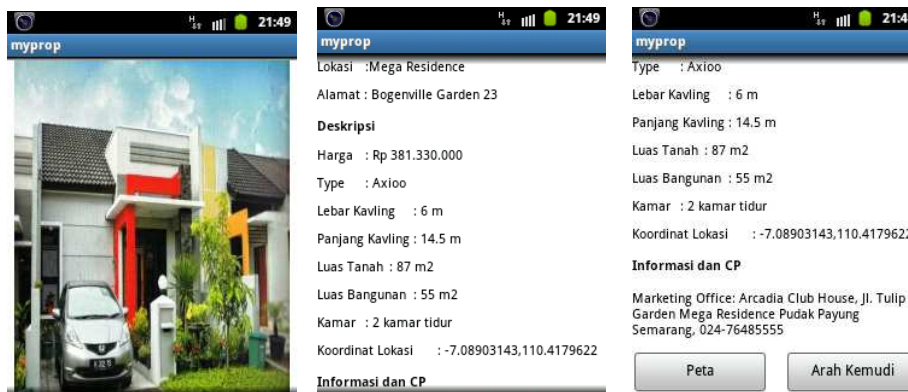 H
21:49
myprop
H
21:49
myprop
Lokasi :Mega Residence
Alamat : Bogenville Garden 23
Deskripsi
Harga : Rp 381.330.000
Type : Axioo
Lebar Kavling : 6 m
Panjang Kavling : 14.5 m
Luas Tanah : 87 m2
Luas Bangunan : 55 m2
Kamar : 2 kamar tidur
Koordinat Lokasi : -7.08903143,110.4179622
Informasi dan CP
H
21:4
myprop
Type : Axioo
Lebar Kavling : 6 m
Panjang Kavling : 14.5 m
Luas Tanah : 87 m2
Luas Bangunan : 55 m2
Kamar : 2 kamar tidur
Koordinat Lokasi : -7.08903143,110.4179622
Informasi dan CP
Marketing Office: Arcadia Club House, Jl. Tulip
Garden Mega Residence Pudak Payung
Semarang, 024-76485555
Peta
Arah Kemudi